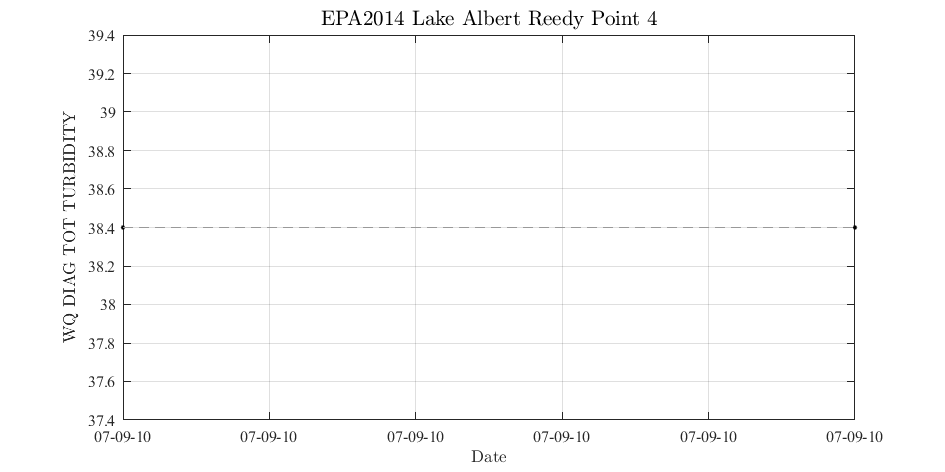 EPA2014 Lake Albert Reedy Point 4
39.4
39.2
39
38.8
38.6
38.4
38.2
38
37.8
37.6
37.4
WQ DIAG TOT TURBIDITY
07-09-10 07-09-10 07-09-10 07-09-10 07-09-10 07-09-10
Date